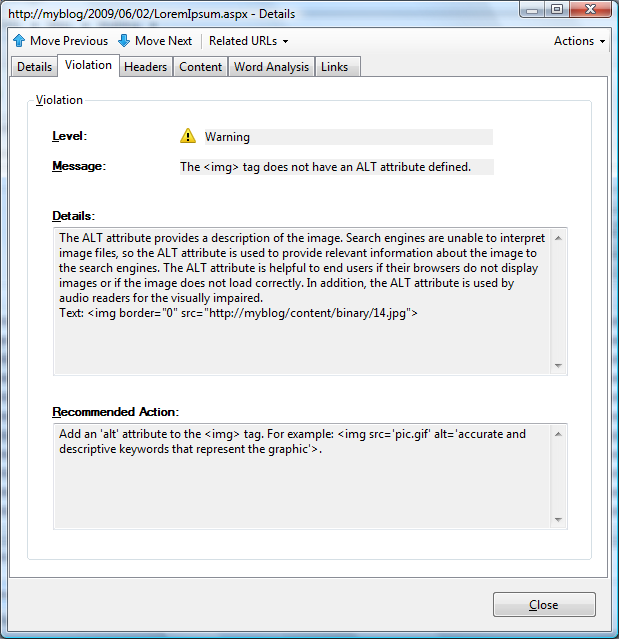 http://myblog/2009/06/02/LoremIpsum.aspx - Details
Move Previous Move Next Related URLs Actions
Details Violation Headers Content Word Analysis Links
Violation
Level: Warning
Message: The <img> tag does not have an ALT attribute defined.
Details:
The ALT attribute provides a description of the image. Search engines are unable to interpret
image files, so the ALT attribute is used to provide relevant information about the image to
the search engines. The ALT attribute is helpful to end users if their browsers do not display
images or if the image does not load correctly. In addition, the ALT attribute is used by
audio readers for the visually impaired.
Text: <img border="0" src="http://myblog/content/binary/14.jpg">
Recommended Action:
Add an 'alt' attribute to the <img> tag. For example: <img src='pic.gif' alt='accurate and
descriptive keywords that represent the graphic'>.
Close